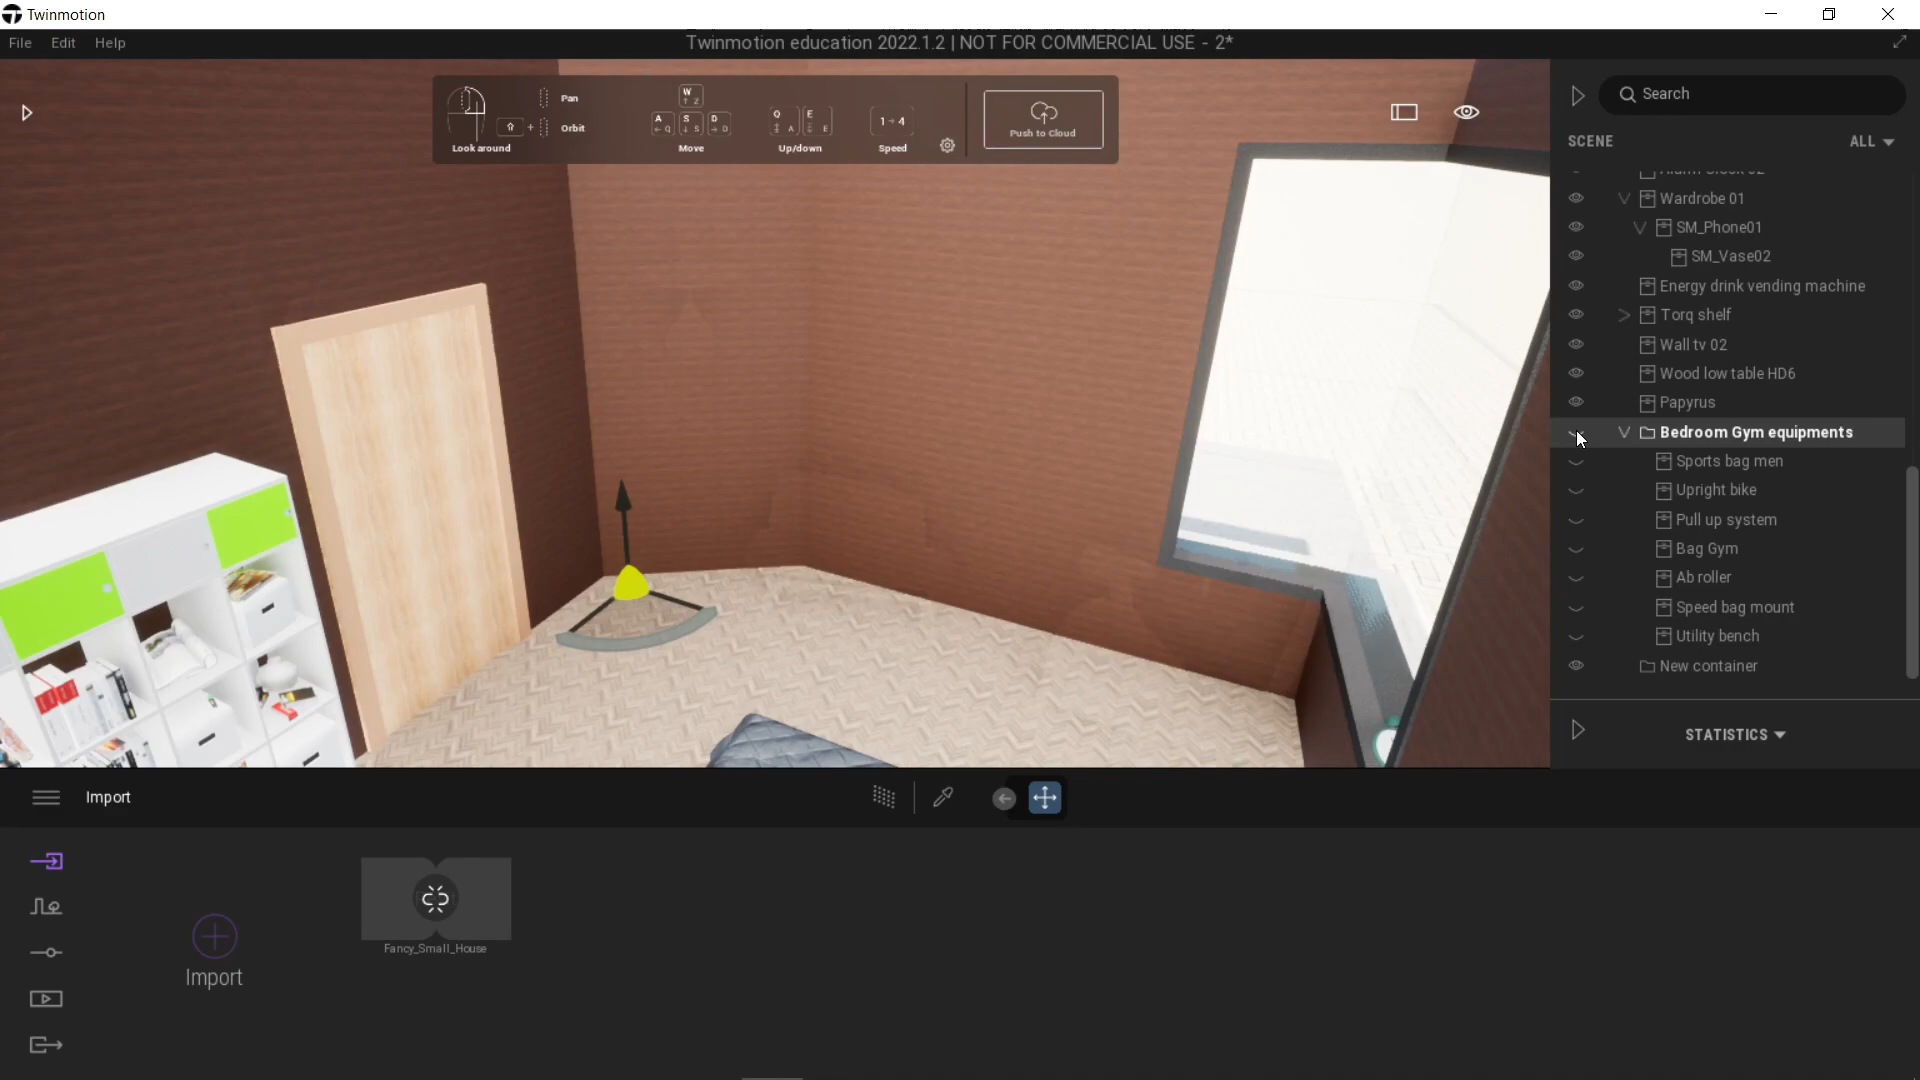 Twinmotion
File Edit Help
Twinmotion education 2022.1.2 | NOT FOR COMMERCIAL USE - 2*
Pan
Orbit
Look around
W
↑ Z
A
← Q
S
↓ S
D
→ D
Move
Q
A
E
E
Up/down
1 → 4
Speed
Push to Cloud
Search
SCENE
ALL
Wardrobe 01
SM_Phone01
SM_Vase02
Energy drink vending machine
Torq shelf
Wall tv 02
Wood low table HD6
Papyrus
Bedroom Gym equipments
Sports bag men
Upright bike
Pull up system
Bag Gym
Ab roller
Speed bag mount
Utility bench
New container
STATISTICS
Import
Import
Fancy_Small_House